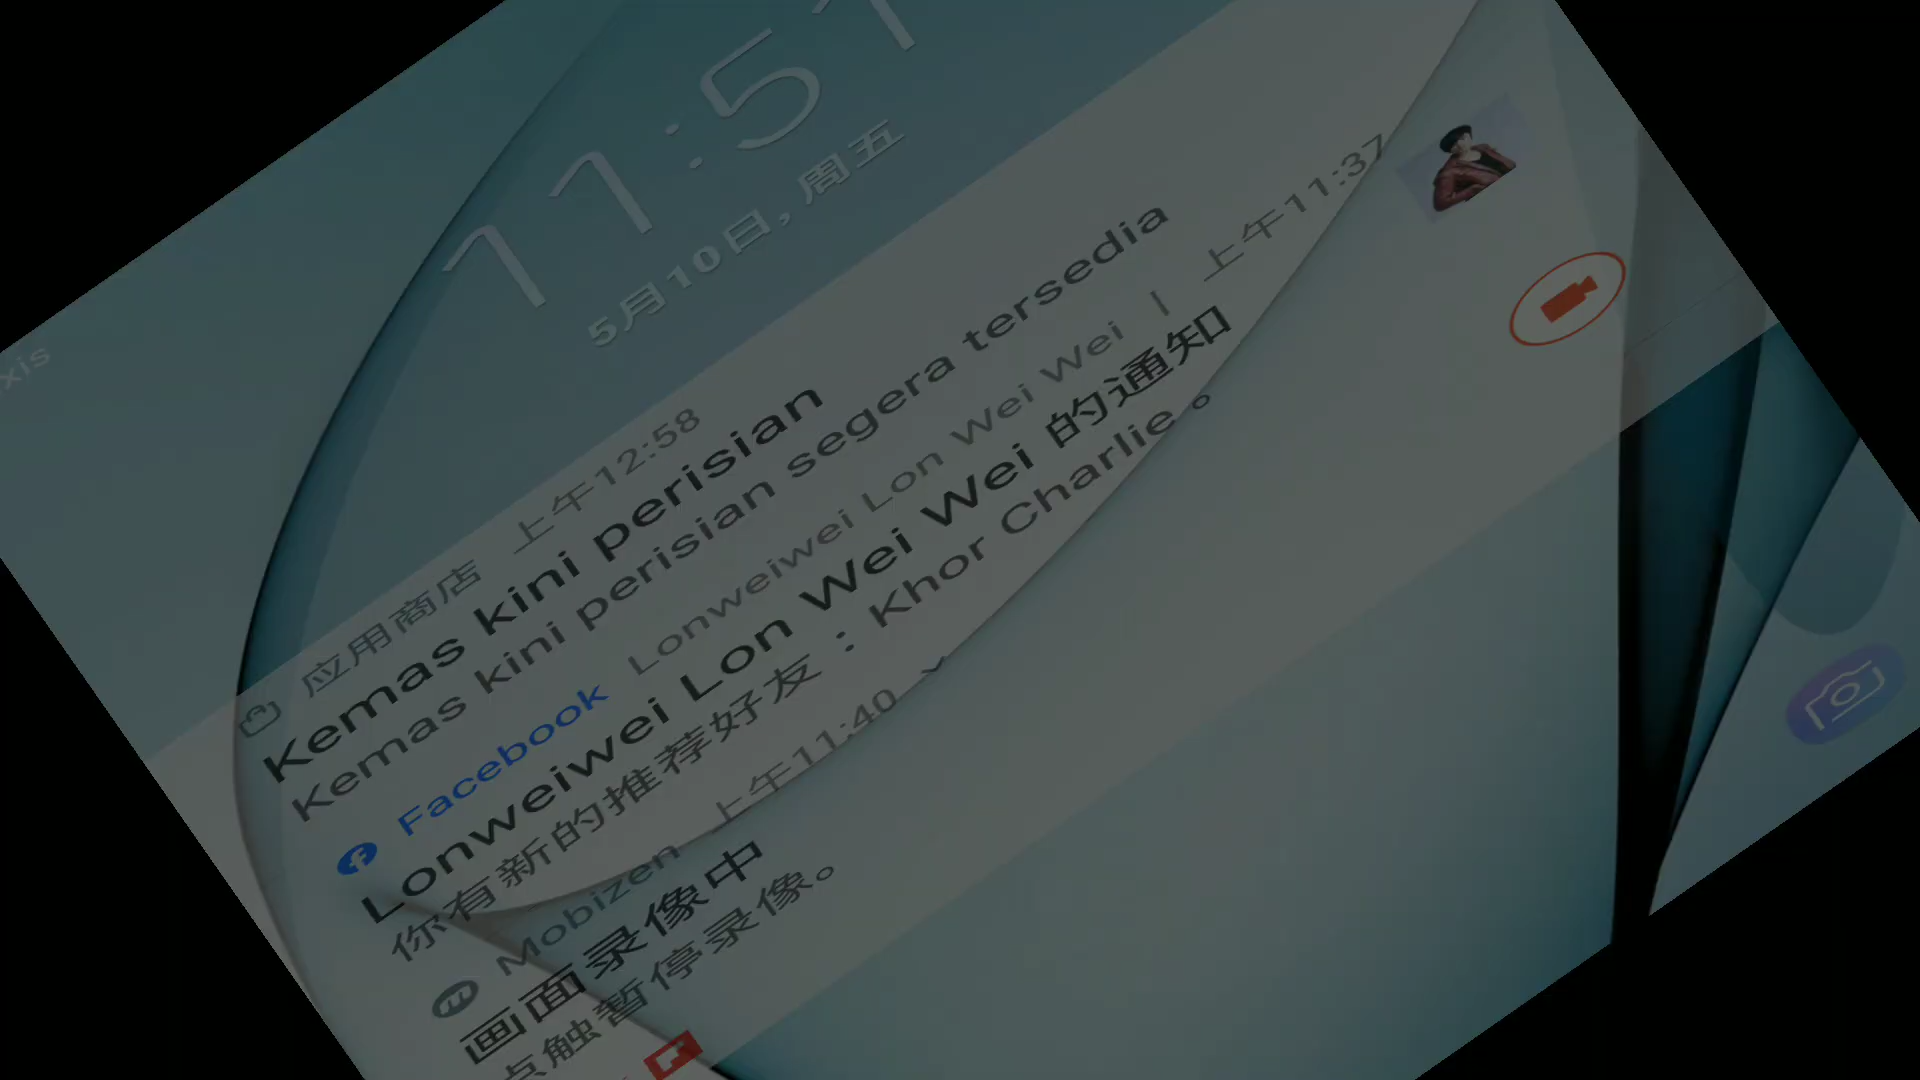 xis
11:51
5月10日, 周五
应用商店 上午12:58
Kemas kini perisian
Kemas kini perisian segera tersedia
Facebook Lonweiwei Lon Wei Wei | 上午11:37
Lonweiwei Lon Wei Wei 的通知
你有新的推荐好友：Khor Charlie。
Mobizen 上午11:40
画面录像中
点触暂停录像。